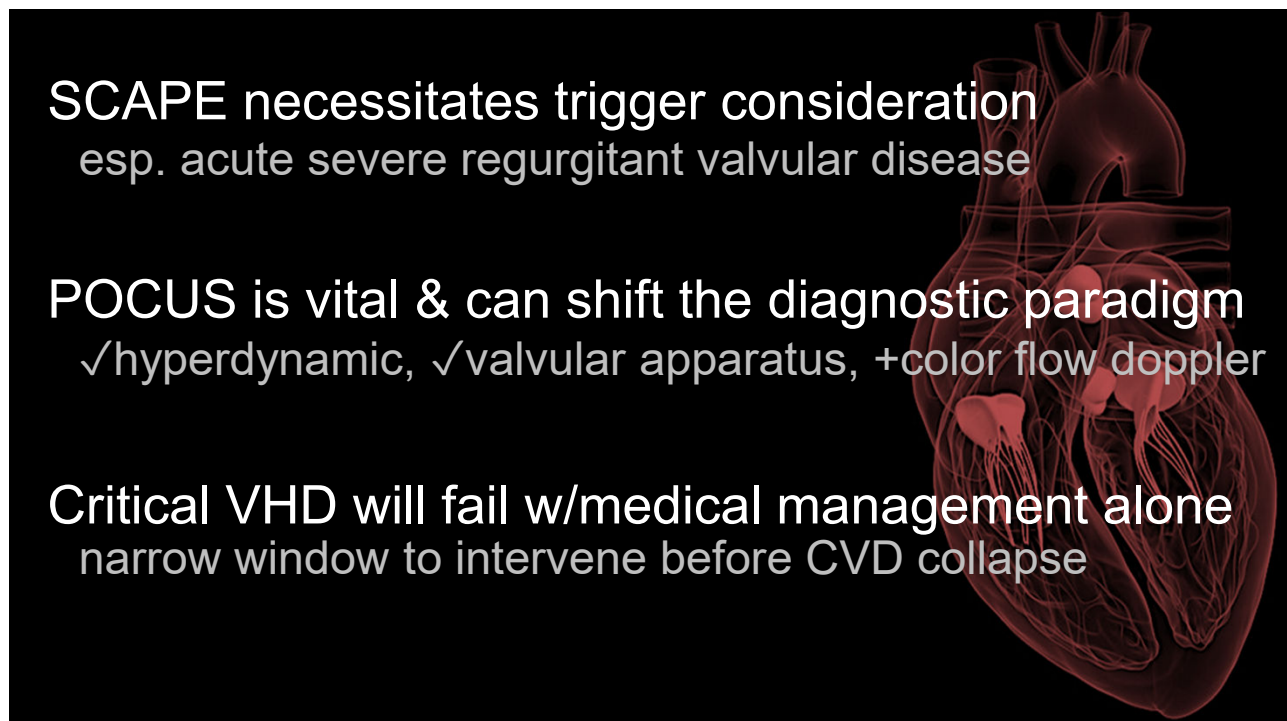 SCAPE necessitates trigger consideration
esp. acute severe regurgitant valvular disease
POCUS is vital & can shift the diagnostic paradigm
✓hyperdynamic, ✓valvular apparatus, +color flow doppler
Critical VHD will fail w/medical management alone
narrow window to intervene before CVD collapse